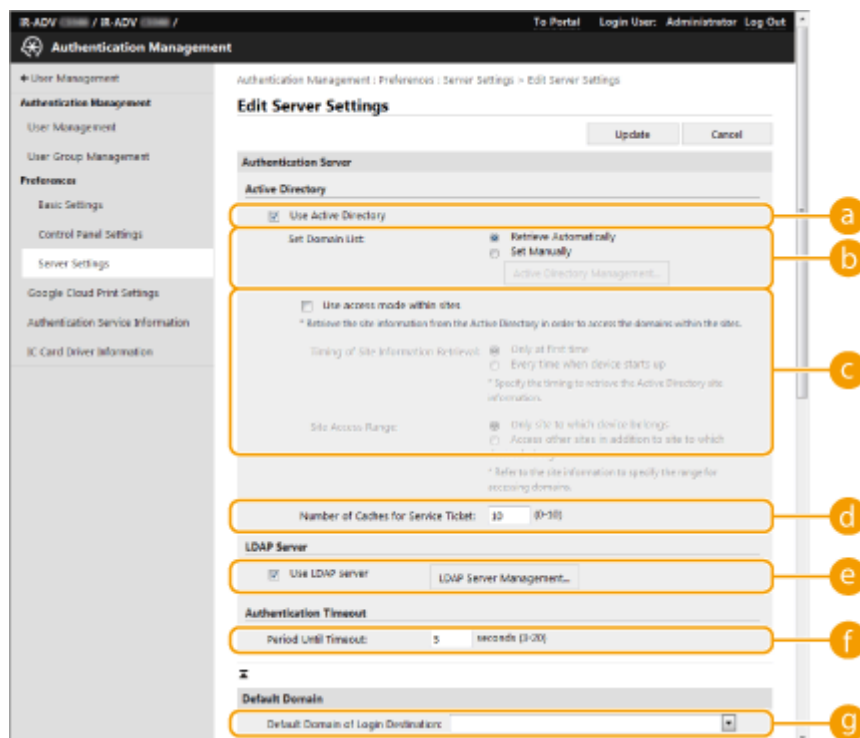 iR-ADV / iR-ADV /
To Portal Login User: Administrator Log Out
Authentication Management
User Management
Authentication Management
User Management
User Group Management
Preferences
Basic Settings
Control Panel Settings
Server Settings
Google Cloud Print Settings
Authentication Service Information
IC Card Driver Information
Authentication Management : Preferences : Server Settings > Edit Server Settings
Edit Server Settings
Update Cancel
Authentication Server
Active Directory
Use Active Directory
a
Set Domain List:
Retrieve Automatically
Set Manually
Active Directory Management...
b
Use access mode within sites
* Retrieve the site information from the Active Directory in order to access the domains within the sites.
Timing of Site Information Retrieval:
Only at first time
Every time when device starts up
* Specify the timing to retrieve the Active Directory site
information.
c
Site Access Range:
Only site to which device belongs
Access other sites in addition to site to which
* Refer to the site information to specify the range for
accessing domains.
Number of Caches for Service Ticket: 10 (0-10)
d
LDAP Server
Use LDAP server LDAP Server Management...
e
Authentication Timeout
Period Until Timeout: 5 seconds (3-20)
f
Default Domain
Default Domain of Login Destination:
g